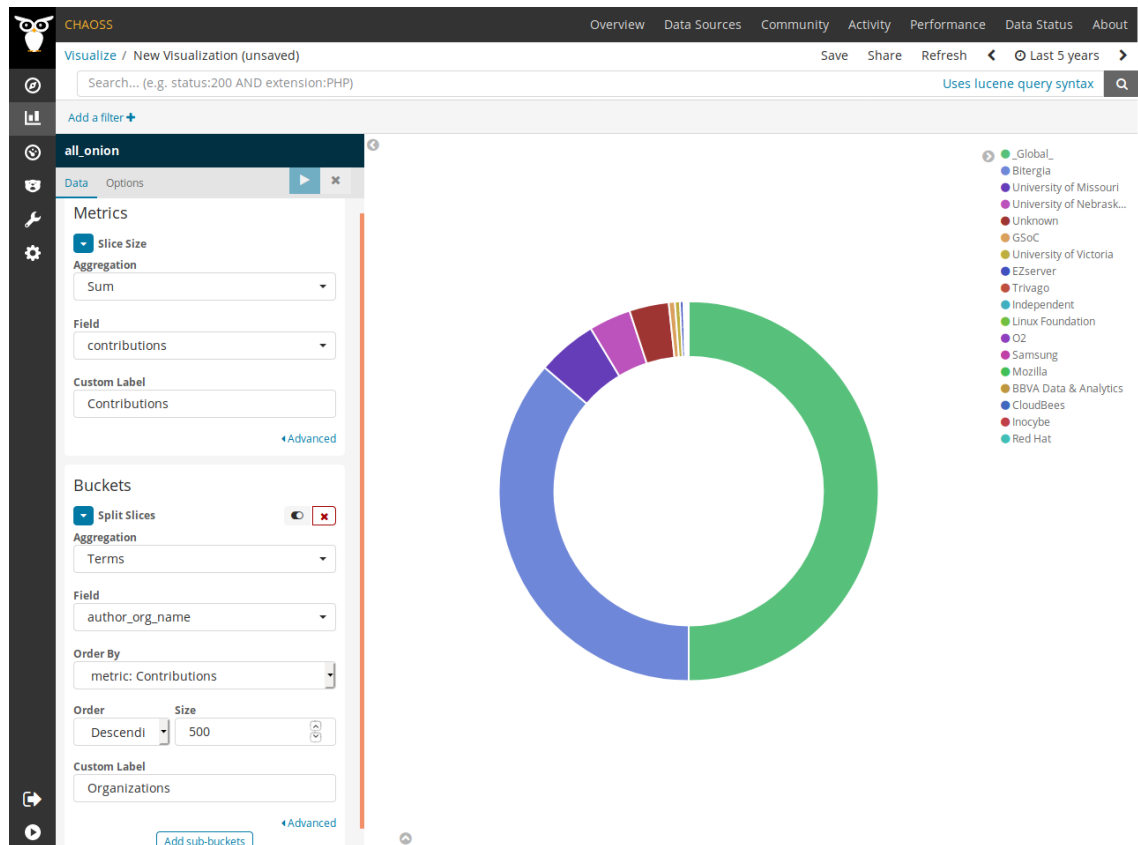 CHAOSS
Overview Data Sources Community Activity Performance Data Status About
Visualize / New Visualization (unsaved)
Save Share Refresh Last 5 years
Search... (e.g. status:200 AND extension:PHP)
Uses lucene query syntax
Add a filter
all_onion
Data Options
Metrics
Slice Size
Aggregation
Sum
Field
contributions
Custom Label
Contributions
Advanced
Buckets
Split Slices
Aggregation
Terms
Field
author_org_name
Order By
metric: Contributions
Order Size
Descendi 500
Custom Label
Organizations
Advanced
Add sub-buckets
_Global_
Bitergia
University of Missouri
University of Nebrask...
Unknown
GSoC
University of Victoria
EZserver
Trivago
Independent
Linux Foundation
O2
Samsung
Mozilla
BBVA Data & Analytics
CloudBees
Inocybe
Red Hat